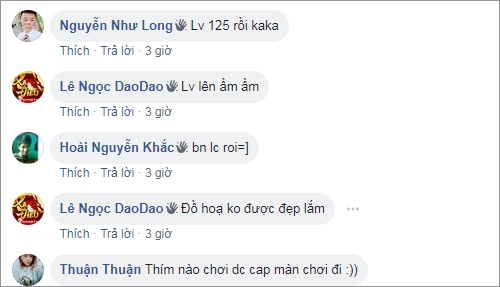 Nguyễn Như Long Lv 125 rồi kaka
Thích · Trả lời · 3 giờ
Lê Ngọc DaoDao Lv lên ầm ầm
Thích · Trả lời · 3 giờ
Hoài Nguyễn Khắc bn lc roi=]
Thích · Trả lời · 3 giờ
Lê Ngọc DaoDao Đồ hoạ ko được đẹp lắm
Thích · Trả lời · 3 giờ
Thuận Thuận Thím nào chơi dc cap màn chơi đi :))